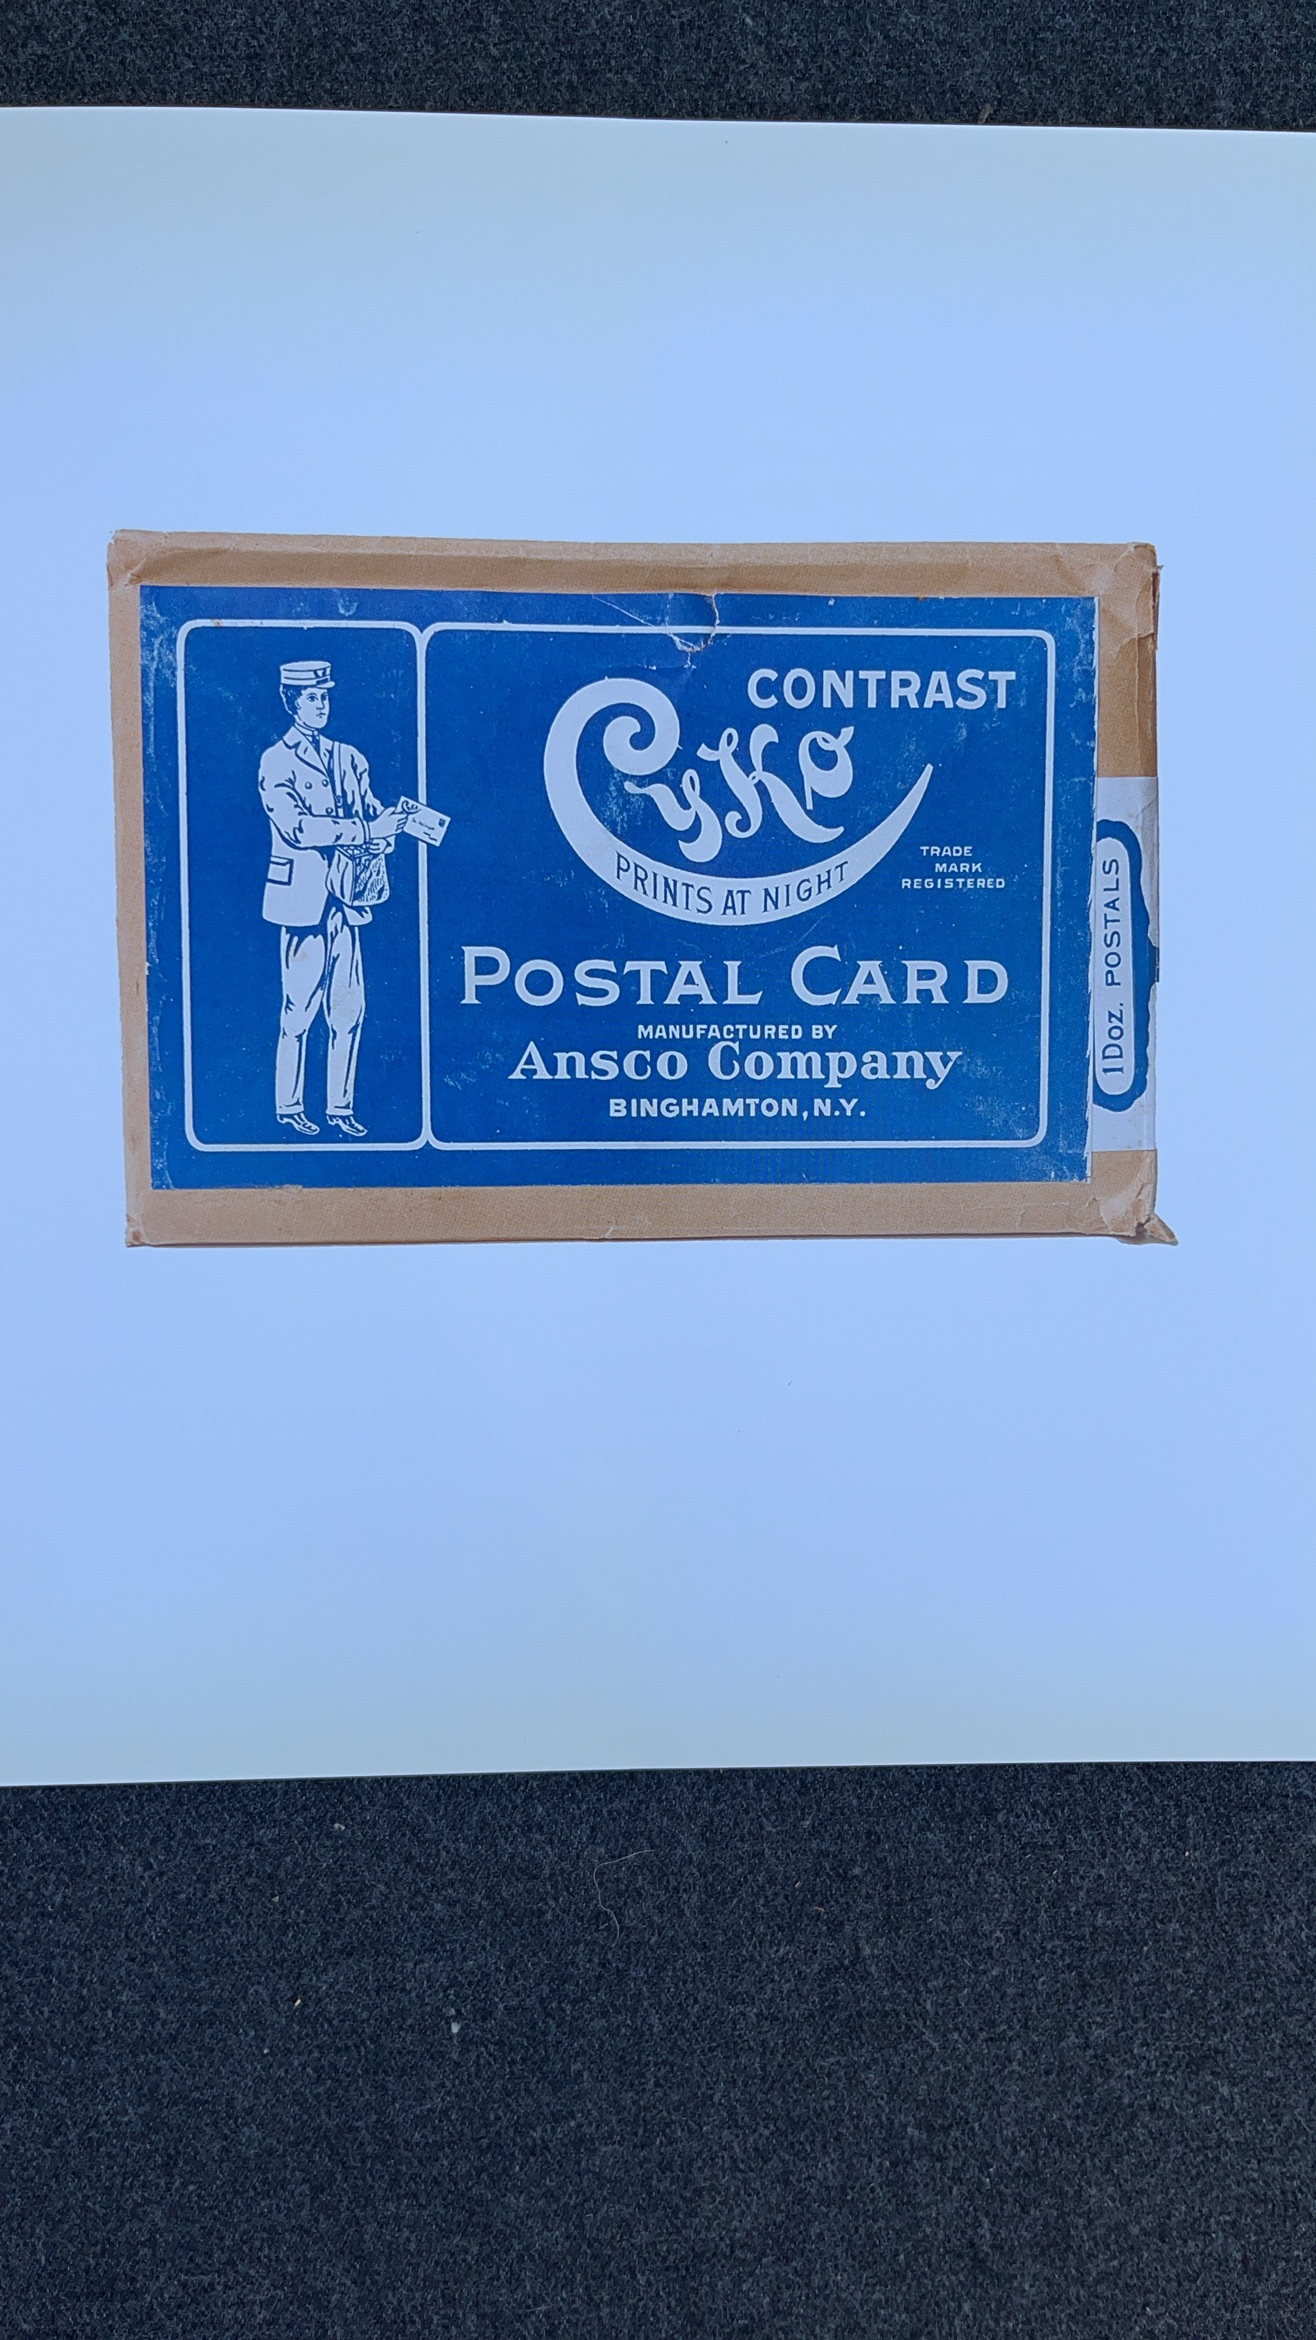 CONTRAST
CyKo
PRINTS AT NIGHT
TRADE
MARK
REGISTERED
POSTAL CARD
MANUFACTURED BY
Ansco Company
BINGHAMTON, N.Y.
1 Doz. POSTALS